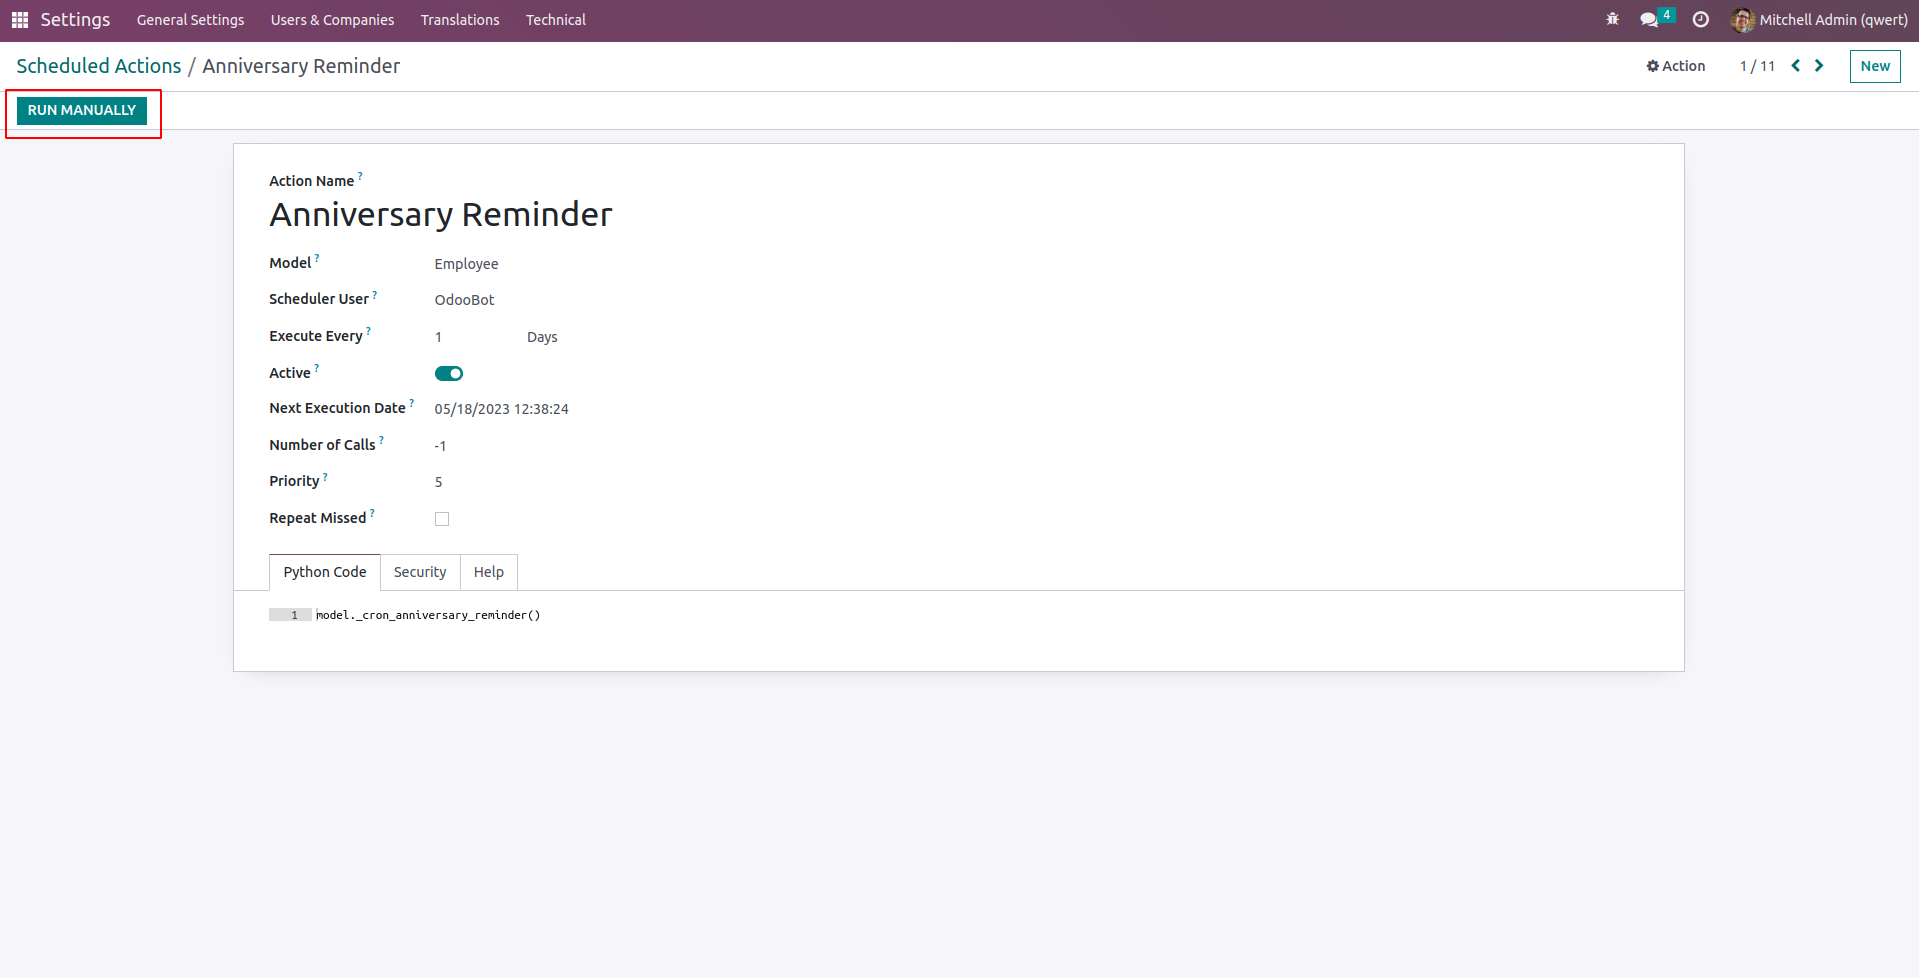 Settings General Settings Users & Companies Translations Technical 4 Mitchell Admin (qwert)
Scheduled Actions / Anniversary Reminder Action 1 / 11 New
RUN MANUALLY
Action Name ?
Anniversary Reminder
Model ? Employee
Scheduler User ? OdooBot
Execute Every ? 1 Days
Active ?
Next Execution Date ? 05/18/2023 12:38:24
Number of Calls ? -1
Priority ? 5
Repeat Missed ?
Python Code Security Help
1 model._cron_anniversary_reminder()